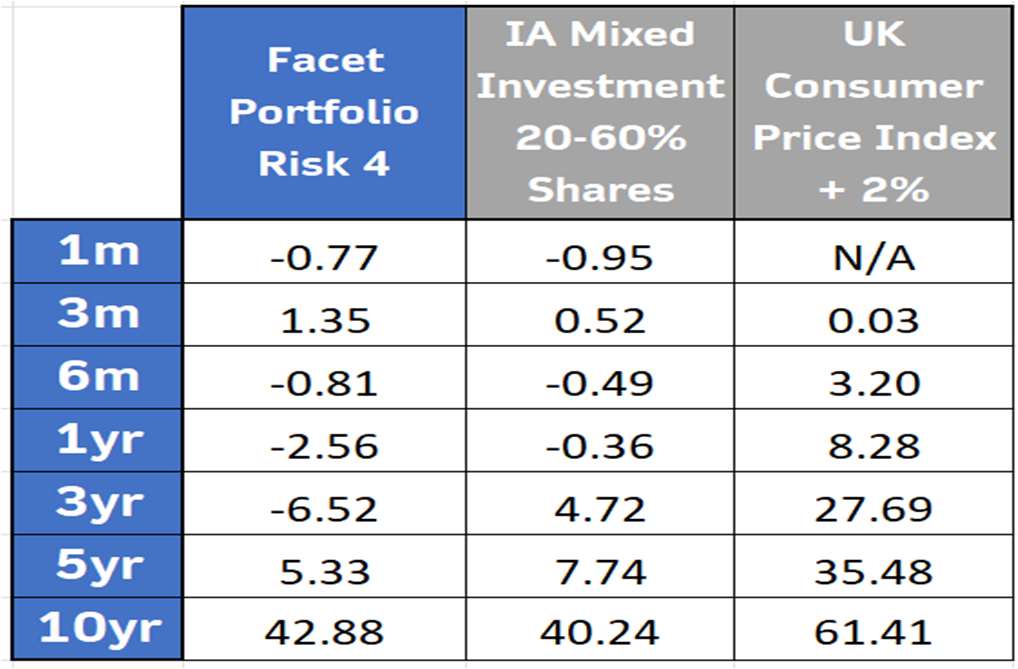 Facet Portfolio Risk 4 IA Mixed Investment 20-60% Shares UK Consumer Price Index + 2%
1m -0.77 -0.95 N/A
3m 1.35 0.52 0.03
6m -0.81 -0.49 3.20
1yr -2.56 -0.36 8.28
3yr -6.52 4.72 27.69
5yr 5.33 7.74 35.48
10yr 42.88 40.24 61.41